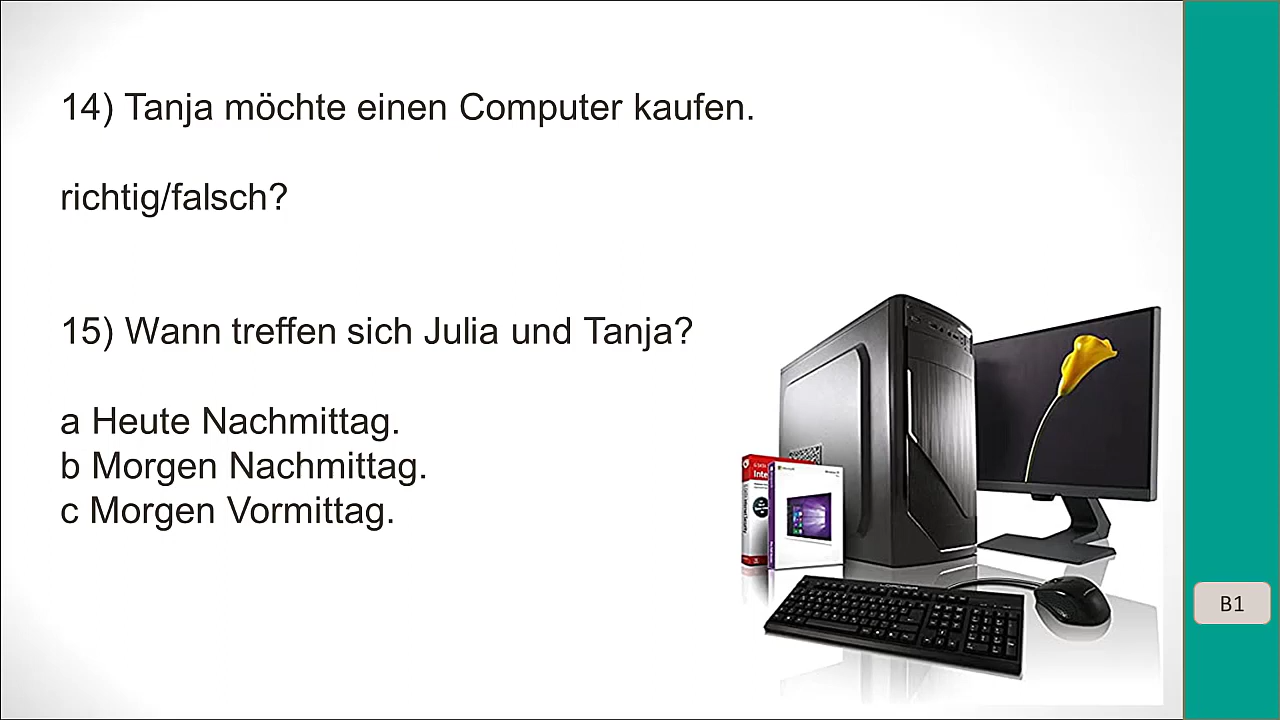 14) Tanja möchte einen Computer kaufen.
richtig/falsch?
15) Wann treffen sich Julia und Tanja?
a Heute Nachmittag.
b Morgen Nachmittag.
c Morgen Vormittag.
B1